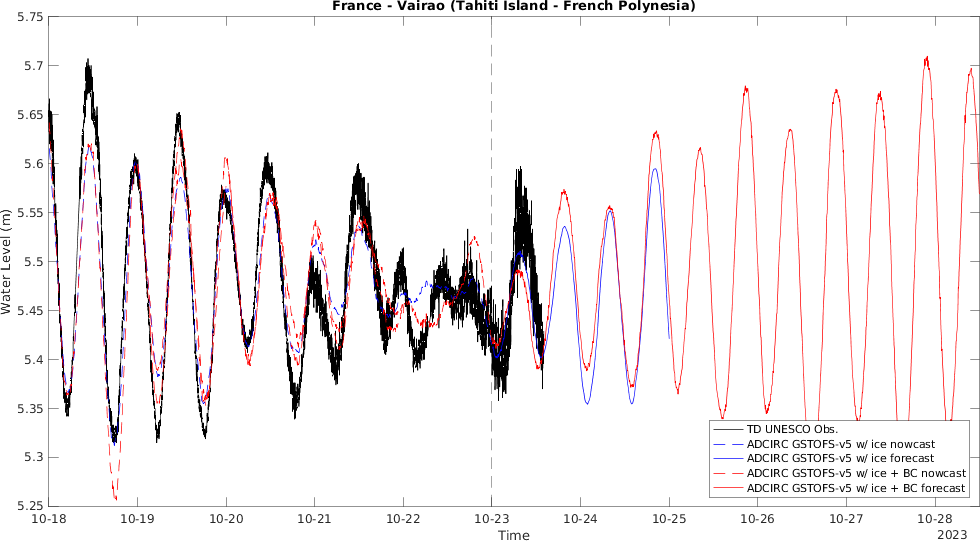 France - Vairao (Tahiti Island - French Polynesia)
5.75
5.7
5.65
5.6
5.55
5.5
5.45
5.4
5.35
5.3
5.25
Water Level (m)
10-18 10-19 10-20 10-21 10-22 10-23 10-24 10-25 10-26 10-27 10-28
Time
2023
TD UNESCO Obs.
ADCIRC GSTOFS-v5 w/ ice nowcast
ADCIRC GSTOFS-v5 w/ ice forecast
ADCIRC GSTOFS-v5 w/ ice + BC nowcast
ADCIRC GSTOFS-v5 w/ ice + BC forecast